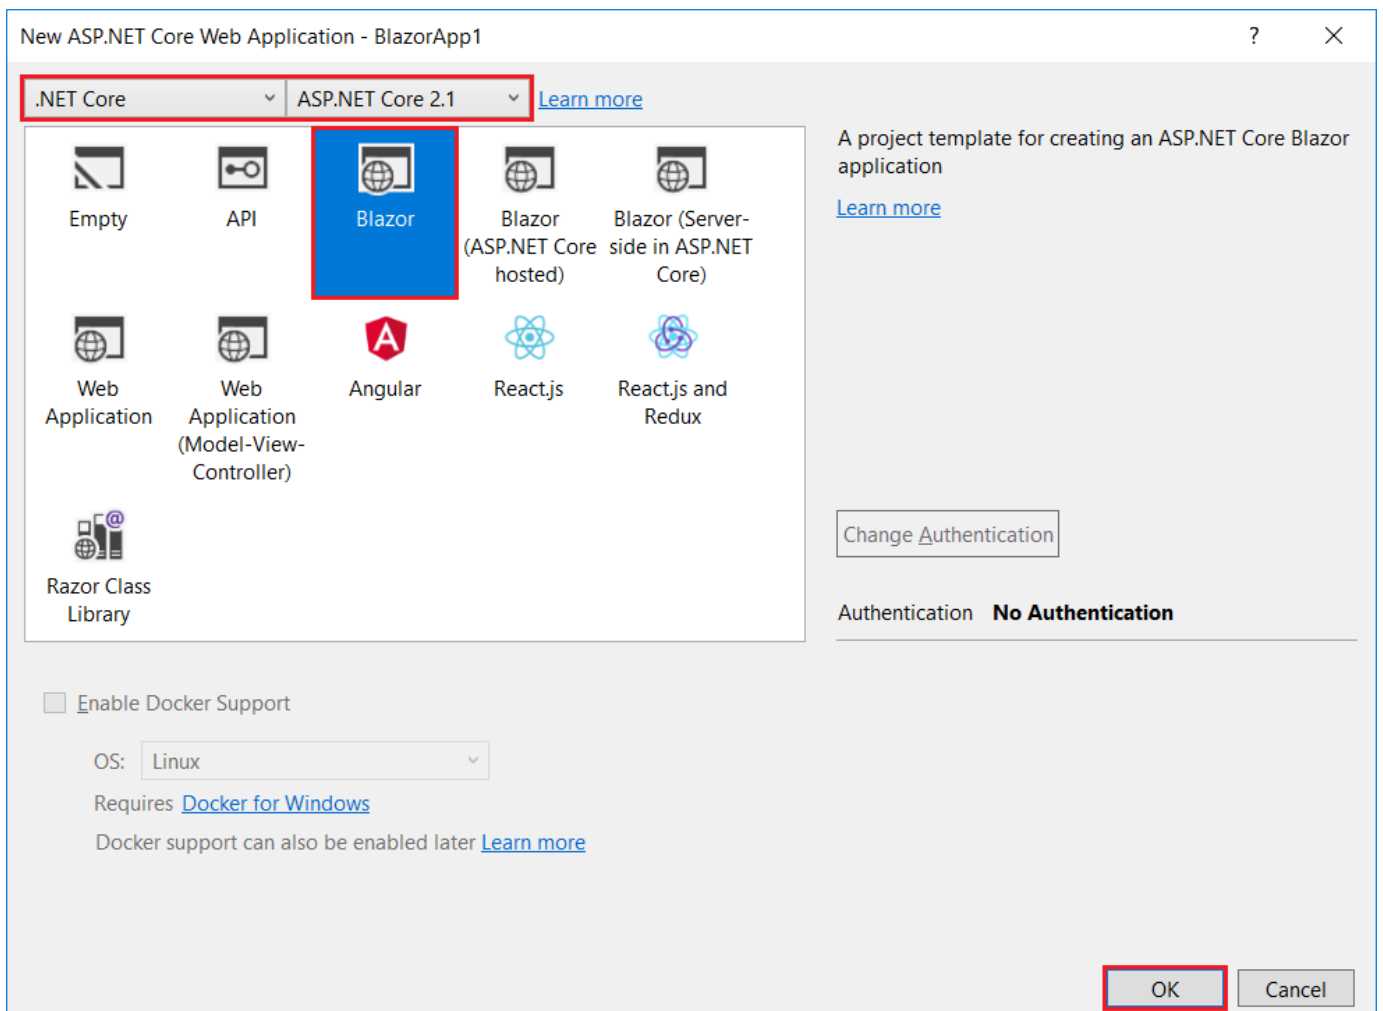 New ASP.NET Core Web Application - BlazorApp1
?
.NET Core
ASP.NET Core 2.1
Learn more
Empty
API
Blazor
Blazor
(ASP.NET Core
hosted)
Blazor (Server-
side in ASP.NET
Core)
Web
Application
Web
Application
(Model-View-
Controller)
Angular
React.js
React.js and
Redux
Razor Class
Library
A project template for creating an ASP.NET Core Blazor
application
Learn more
Change Authentication
Authentication No Authentication
Enable Docker Support
OS: Linux
Requires Docker for Windows
Docker support can also be enabled later Learn more
OK
Cancel